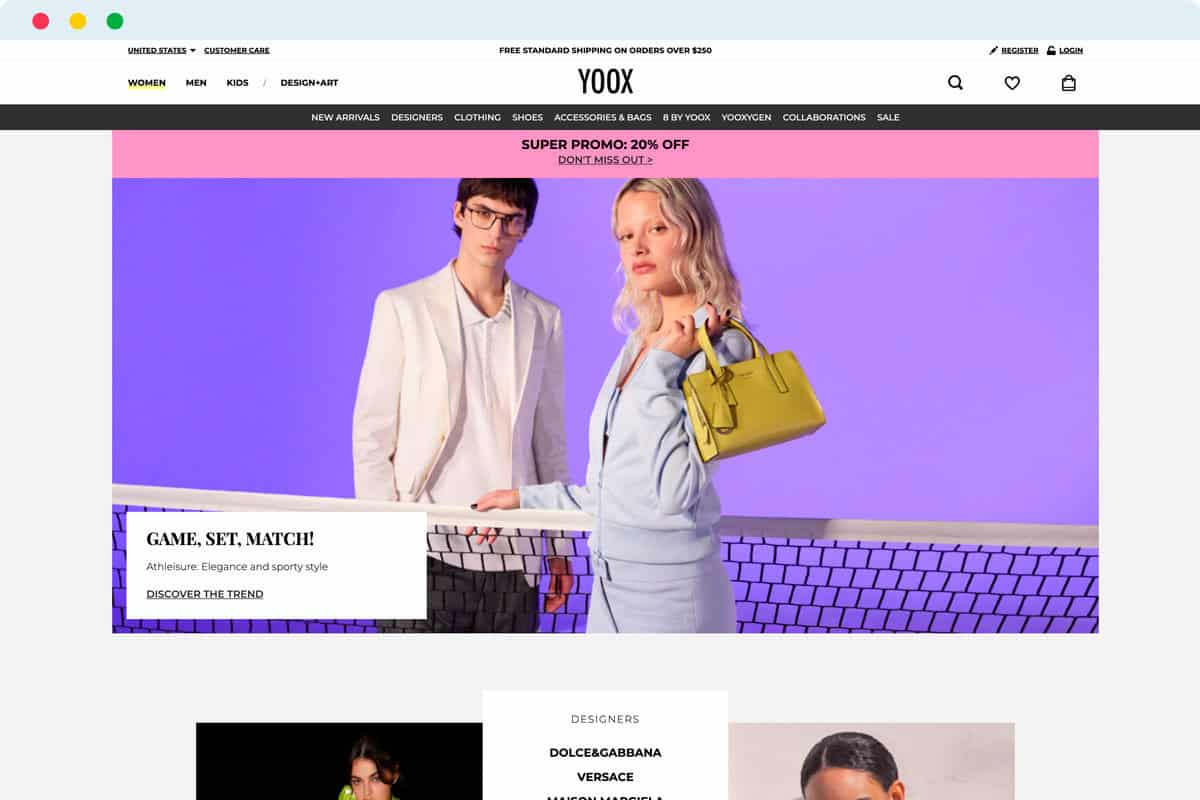 UNITED STATES CUSTOMER CARE FREE STANDARD SHIPPING ON ORDERS OVER $250 REGISTER LOGIN
WOMEN MEN KIDS / DESIGN+ART YOOX
NEW ARRIVALS DESIGNERS CLOTHING SHOES ACCESSORIES & BAGS 8 BY YOOX YOOXYGEN COLLABORATIONS SALE
SUPER PROMO: 20% OFF
DON'T MISS OUT >
GAME, SET, MATCH!
Athleisure: Elegance and sporty style
DISCOVER THE TREND
DESIGNERS
DOLCE&GABBANA
VERSACE
MAISON MARGIELA